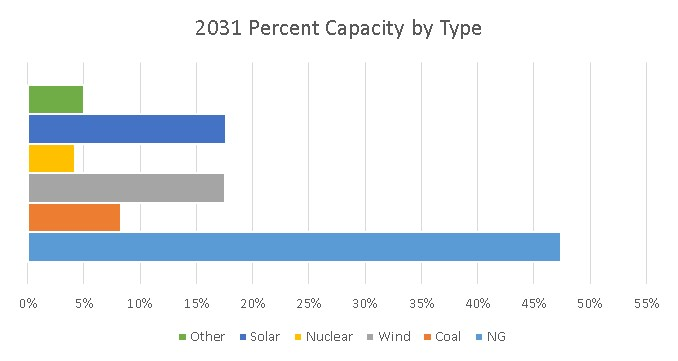 2031 Percent Capacity by Type
0% 5% 10% 15% 20% 25% 30% 35% 40% 45% 50% 55%
Other Solar Nuclear Wind Coal NG